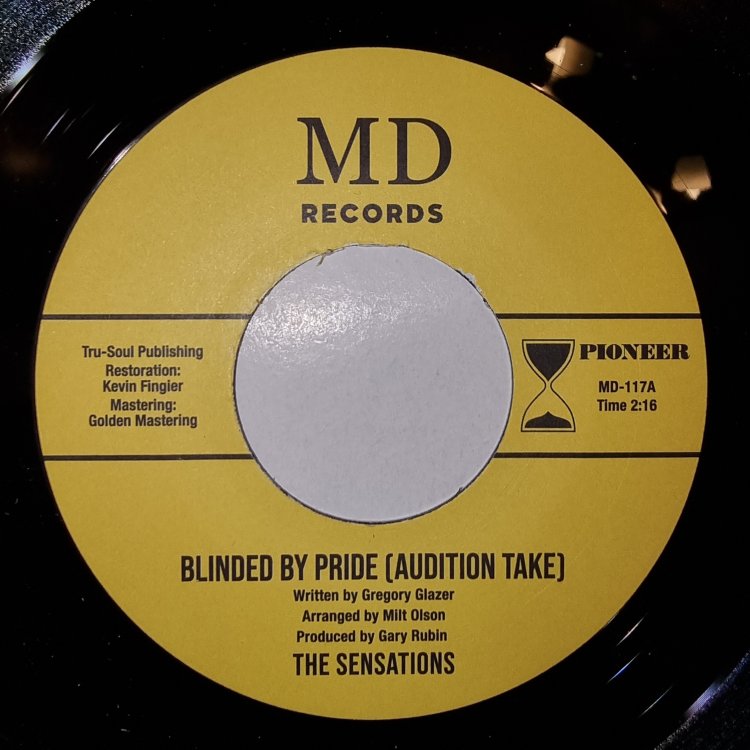 MD
RECORDS
Tru-Soul Publishing
Restoration:
Kevin Fingier
Mastering:
Golden Mastering
PIONEER
MD-117A
Time 2:16
BLINDED BY PRIDE (AUDITION TAKE)
Written by Gregory Glazer
Arranged by Milt Olson
Produced by Gary Rubin
THE SENSATIONS